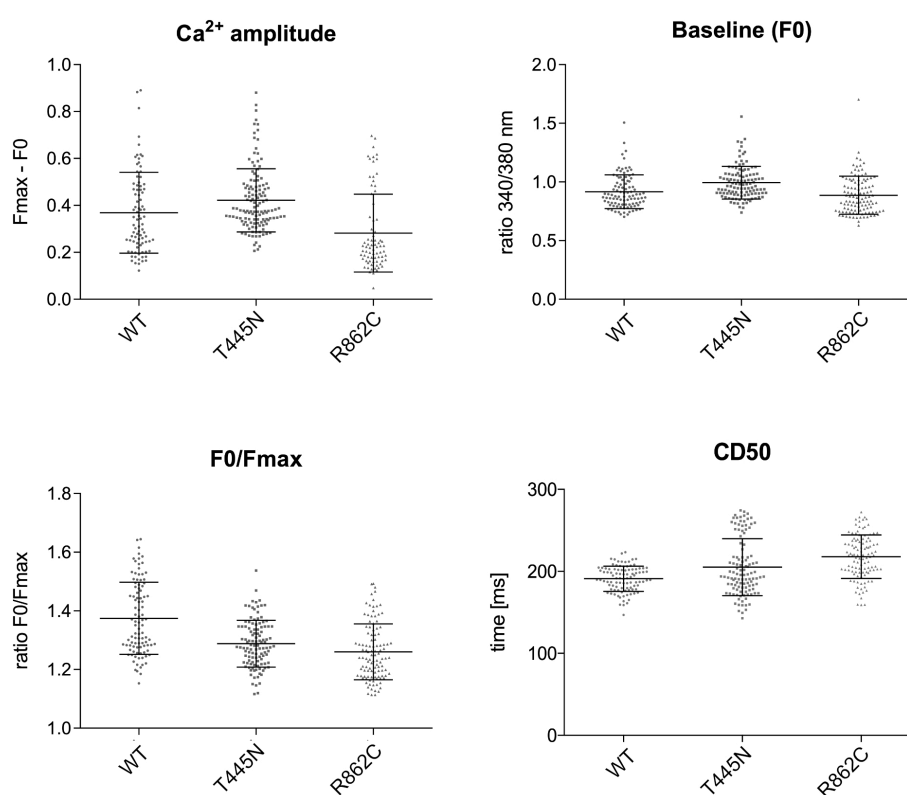 Ca²⁺ amplitude
Fmax - F0
1.0
0.8
0.6
0.4
0.2
0.0
WT
T445N
R862C
Baseline (F0)
ratio 340/380 nm
2.0
1.5
1.0
0.5
0.0
WT
T445N
R862C
F0/Fmax
ratio F0/Fmax
1.8
1.6
1.4
1.2
1.0
WT
T445N
R862C
CD50
time [ms]
300
200
100
0
WT
T445N
R862C